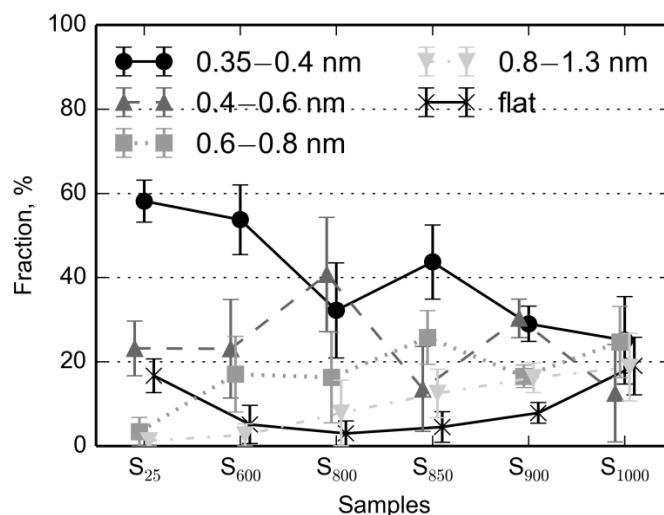 100
80
60
40
20
0
Fraction, %
0.35−0.4 nm
0.4−0.6 nm
0.6−0.8 nm
0.8−1.3 nm
flat
S25
S600
S800
S850
S900
S1000
Samples